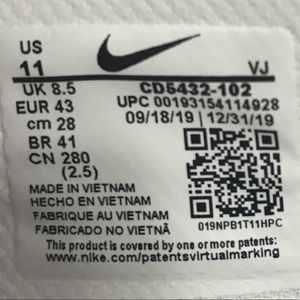 US
11 VJ
UK 8.5 CD5432-102
EUR 43 UPC 00193154114928
cm 28 09/18/19 | 12/31/19
BR 41
CN 280
(2.5)
MADE IN VIETNAM
HECHO EN VIETNAM
FABRIQUE AU VIETNAM
FABRICADO NO VIETNÃ
019NPB1T11HPC
This product is covered by one or more patents:
www.nike.com/patentsvirtualmarking